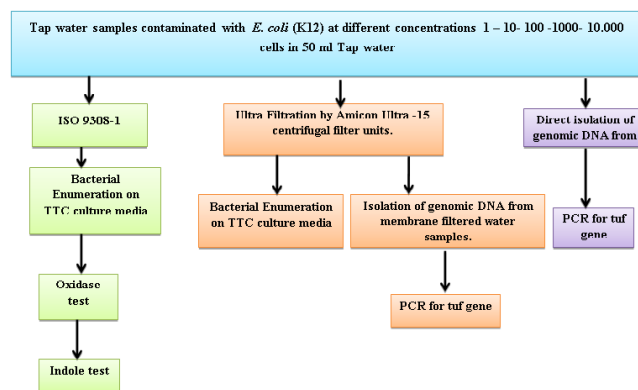 Tap water samples contaminated with E. coli (K12) at different concentrations 1 – 10- 100 -1000- 10.000
cells in 50 ml Tap water
ISO 9308-1
Bacterial
Enumeration on
TTC culture media
Oxidase
test
Indole test
Ultra Filtration by Amicon Ultra -15
centrifugal filter units.
Bacterial Enumeration
on TTC culture media
Isolation of genomic DNA from
membrane filtered water
samples.
PCR for tuf gene
Direct isolation of
genomic DNA from
PCR for tuf
gene